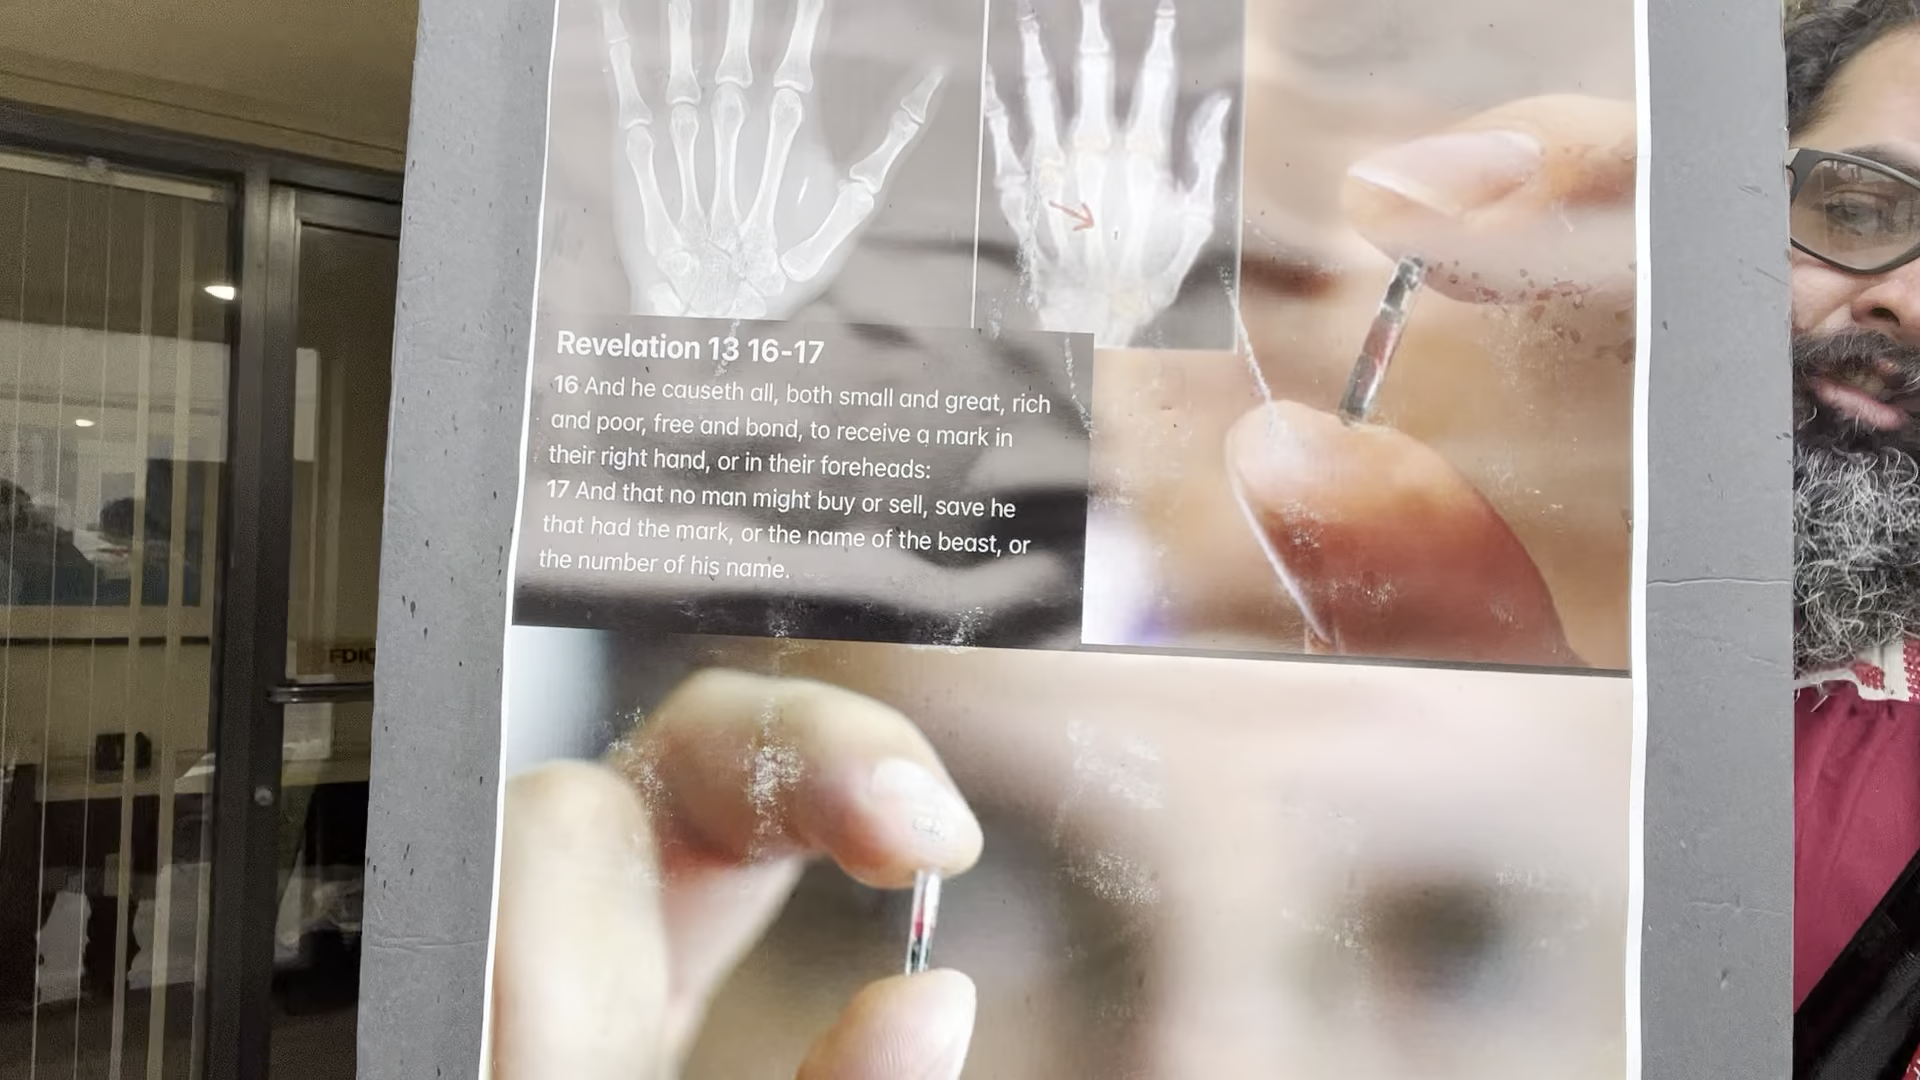 Revelation 13 16-17
16 And he causeth all, both small and great, rich
and poor, free and bond, to receive a mark in
their right hand, or in their foreheads:
17 And that no man might buy or sell, save he
that had the mark, or the name of the beast, or
the number of his name.
FDIC